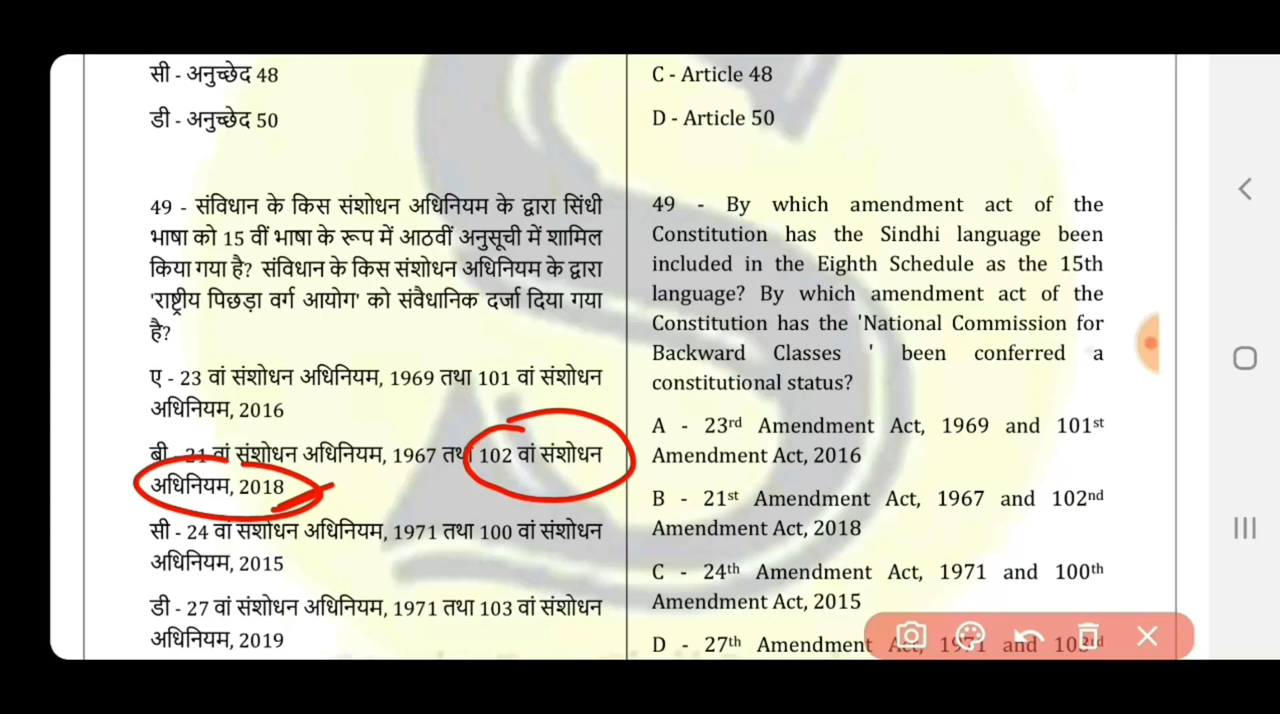 सी - अनुच्छेद 48
डी - अनुच्छेद 50
49 - संविधान के किस संशोधन अधिनियम के द्वारा सिंधी
भाषा को 15 वीं भाषा के रूप में आठवीं अनुसूची में शामिल
किया गया है? संविधान के किस संशोधन अधिनियम के द्वारा
'राष्ट्रीय पिछड़ा वर्ग आयोग' को संवैधानिक दर्जा दिया गया
है?
ए - 23 वां संशोधन अधिनियम, 1969 तथा 101 वां संशोधन
अधिनियम, 2016
बी - 21 वां संशोधन अधिनियम, 1967 तथा 102 वां संशोधन
अधिनियम, 2018
सी - 24 वां संशोधन अधिनियम, 1971 तथा 100 वां संशोधन
अधिनियम, 2015
डी - 27 वां संशोधन अधिनियम, 1971 तथा 103 वां संशोधन
अधिनियम, 2019
C - Article 48
D - Article 50
49 - By which amendment act of the
Constitution has the Sindhi language been
included in the Eighth Schedule as the 15th
language? By which amendment act of the
Constitution has the 'National Commission for
Backward Classes ' been conferred a
constitutional status?
A - 23rd Amendment Act, 1969 and 101st
Amendment Act, 2016
B - 21st Amendment Act, 1967 and 102nd
Amendment Act, 2018
C - 24th Amendment Act, 1971 and 100th
Amendment Act, 2015
D - 27th Amendment Act, 1971 and 103rd